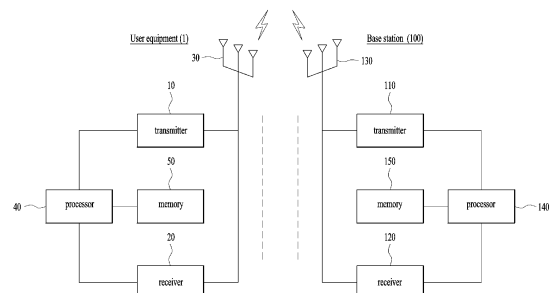 User equipment (1)
Base station (100)
30
130
10
110
transmitter
transmitter
50
150
40
processor
memory
memory
processor
140
20
120
receiver
receiver